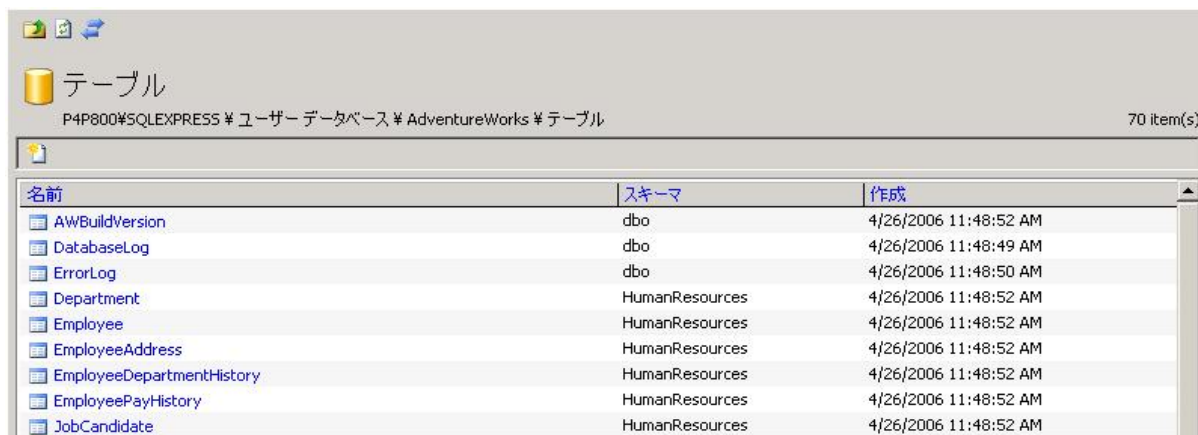 テーブル
P4P800¥SQLEXPRESS ¥ ユーザー データベース ¥ AdventureWorks ¥ テーブル 70 item(s)
名前 スキーマ 作成
AWBuildVersion dbo 4/26/2006 11:48:52 AM
DatabaseLog dbo 4/26/2006 11:48:49 AM
ErrorLog dbo 4/26/2006 11:48:50 AM
Department HumanResources 4/26/2006 11:48:52 AM
Employee HumanResources 4/26/2006 11:48:52 AM
EmployeeAddress HumanResources 4/26/2006 11:48:52 AM
EmployeeDepartmentHistory HumanResources 4/26/2006 11:48:52 AM
EmployeePayHistory HumanResources 4/26/2006 11:48:52 AM
JobCandidate HumanResources 4/26/2006 11:48:52 AM